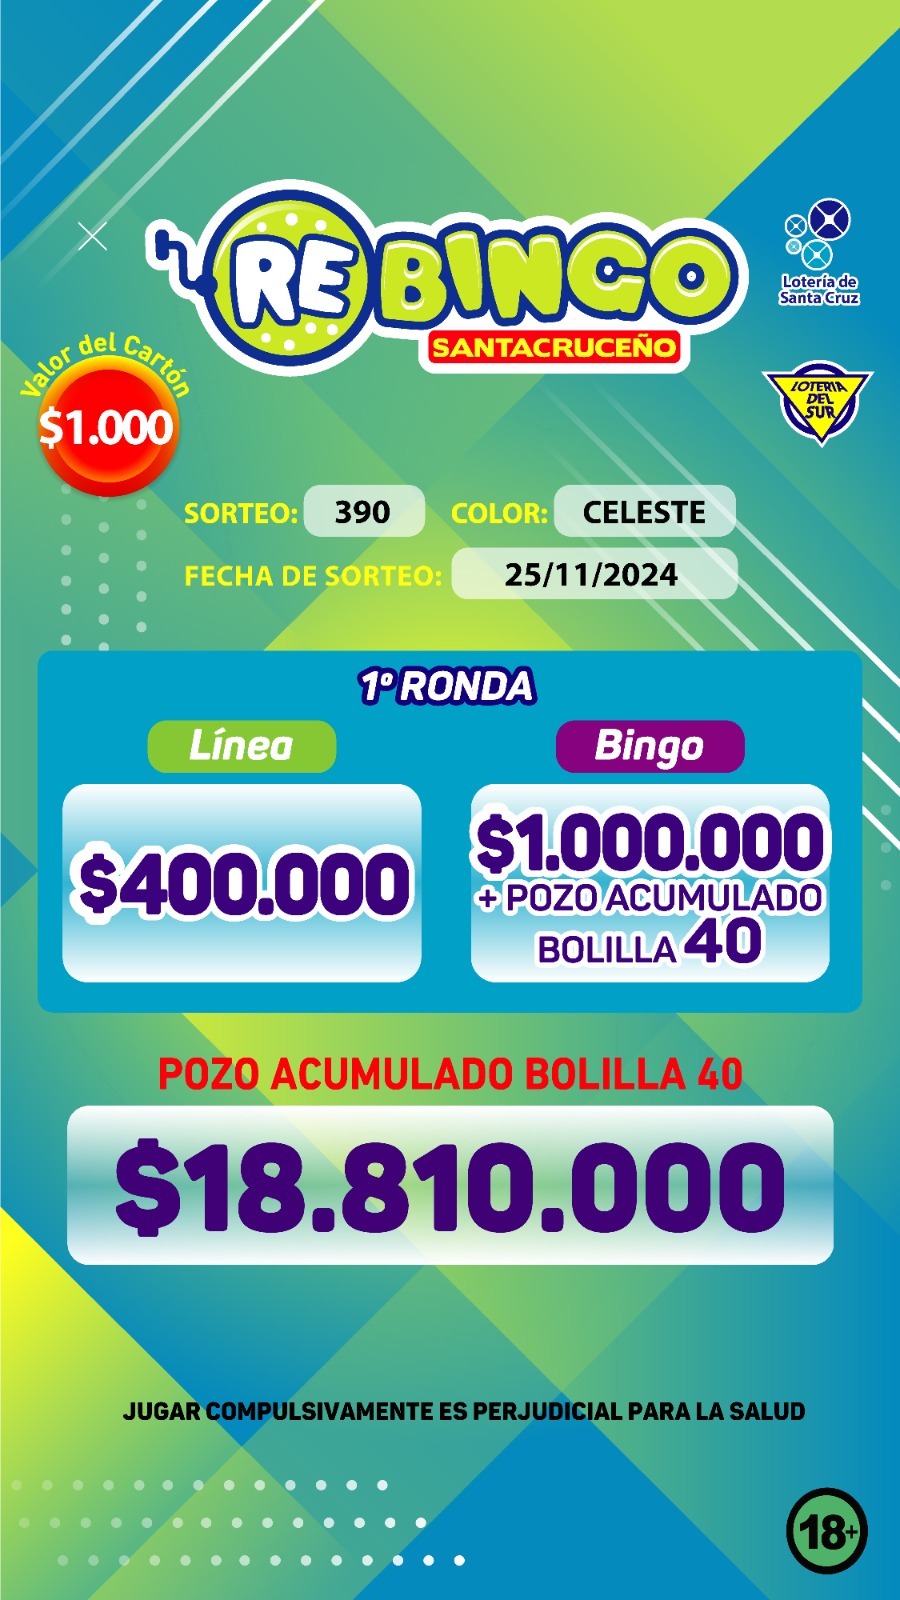 RE BINGO
SANTACRUCEÑO
Lotería de
Santa Cruz
LOTERIA
DEL
SUR
Valor del Cartón
$1.000
SORTEO: 390 COLOR: CELESTE
FECHA DE SORTEO: 25/11/2024
1º RONDA
Línea Bingo
$400.000
$1.000.000
+ POZO ACUMULADO
BOLILLA 40
POZO ACUMULADO BOLILLA 40
$18.810.000
JUGAR COMPULSIVAMENTE ES PERJUDICIAL PARA LA SALUD
18+